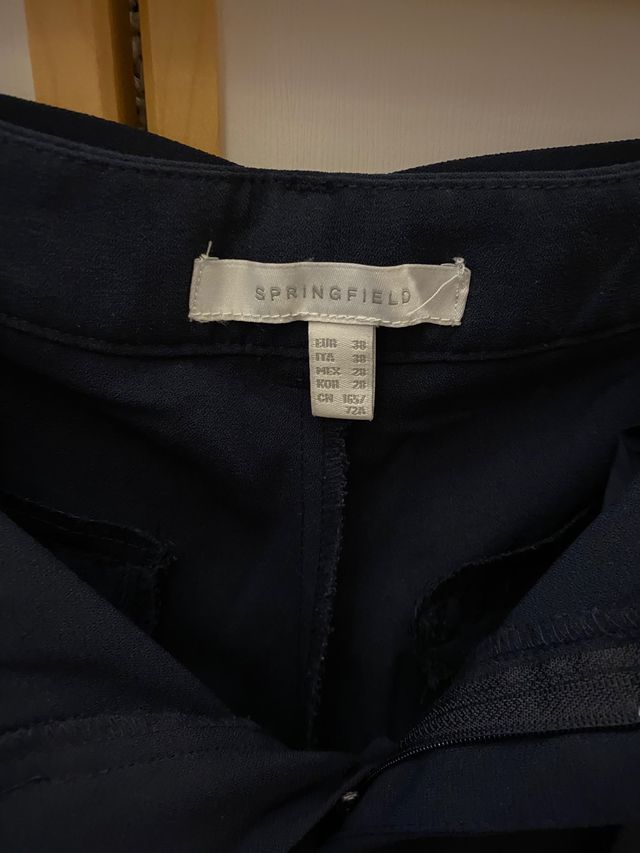 SPRINGFIELD
EUR 38
ITA 38
MEX 28
KOR 28
CN 165/
72A